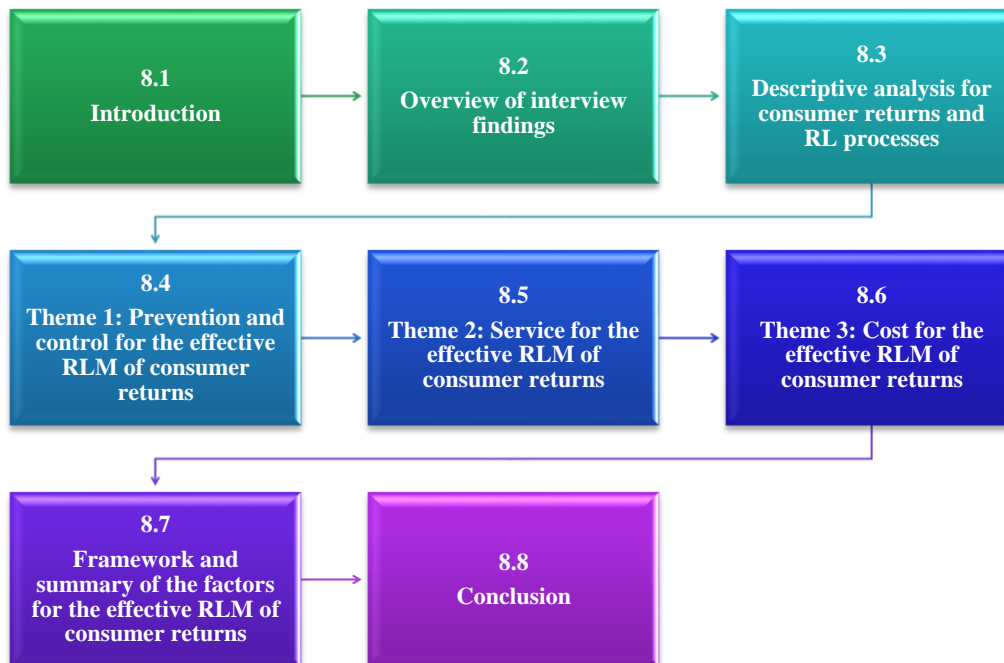 8.1
Introduction
8.2
Overview of interview
findings
8.3
Descriptive analysis for
consumer returns and
RL processes
8.4
Theme 1: Prevention and
control for the effective
RLM of consumer
returns
8.5
Theme 2: Service for the
effective RLM of
consumer returns
8.6
Theme 3: Cost for the
effective RLM of
consumer returns
8.7
Framework and
summary of the factors
for the effective RLM of
consumer returns
8.8
Conclusion